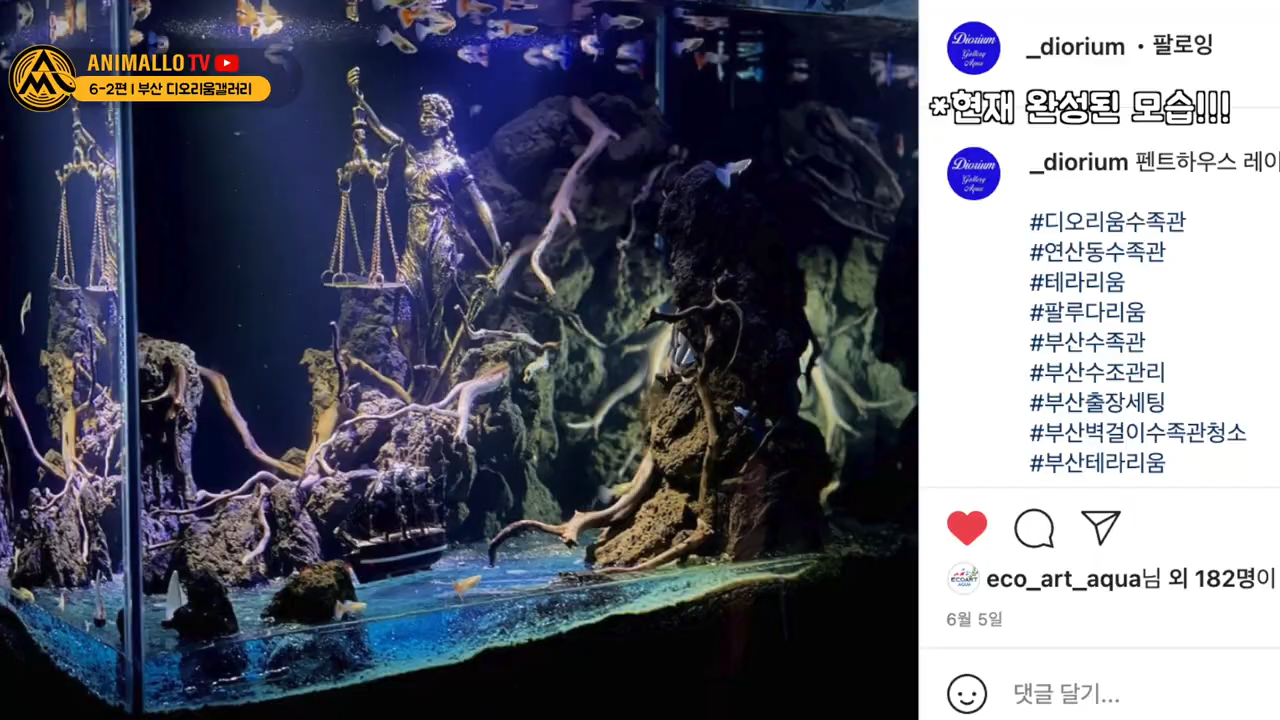 ANIMALLO TV
6-2편 I 부산 디오리움갤러리
Diorium
Gallery
Aqua
_diorium • 팔로잉
*현재 완성된 모습!!!
Diorium
Gallery
Aqua
_diorium 펜트하우스 레이
#디오리움수족관
#연산동수족관
#테라리움
#팔루다리움
#부산수족관
#부산수조관리
#부산출장세팅
#부산벽걸이수족관청소
#부산테라리움
ECOART
AQUA
eco_art_aqua님 외 182명이
6월 5일
댓글 달기...